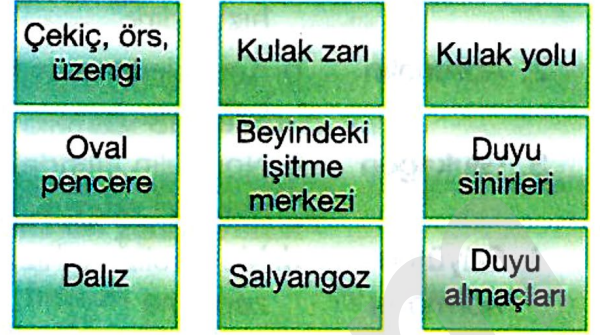 Çekiç, örs,
üzengi
Kulak zarı
Kulak yolu
Oval
pencere
Beyindeki
işitme
merkezi
Duyu
sinirleri
Dalız
Salyangoz
Duyu
almaçları